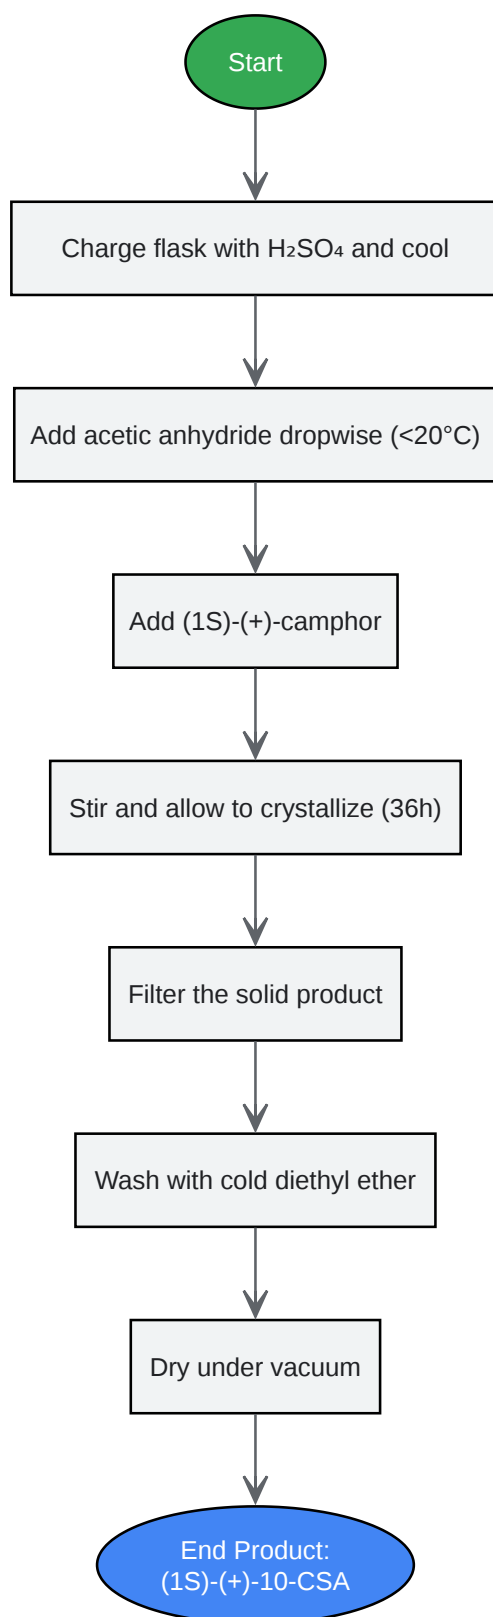 Start
Charge flask with H₂SO₄ and cool
Add acetic anhydride dropwise (<20°C)
Add (1S)-(+)-camphor
Stir and allow to crystallize (36h)
Filter the solid product
Wash with cold diethyl ether
Dry under vacuum
End Product:
(1S)-(+)-10-CSA